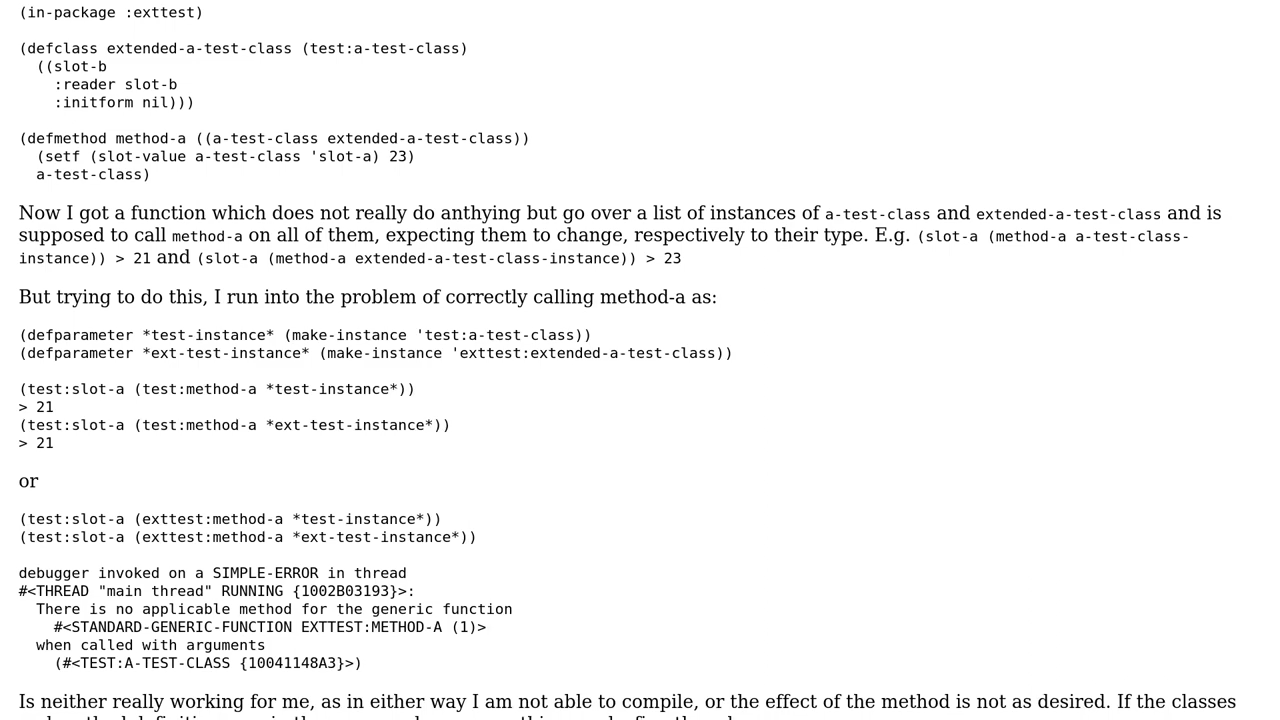 (in-package :exttest)
(defclass extended-a-test-class (test:a-test-class)
((slot-b
:reader slot-b
:initform nil)))
(defmethod method-a ((a-test-class extended-a-test-class))
(setf (slot-value a-test-class 'slot-a) 23)
a-test-class)
Now I got a function which does not really do anthying but go over a list of instances of a-test-class and extended-a-test-class and is
supposed to call method-a on all of them, expecting them to change, respectively to their type. E.g. (slot-a (method-a a-test-class-
instance)) > 21 and (slot-a (method-a extended-a-test-class-instance)) > 23
But trying to do this, I run into the problem of correctly calling method-a as:
(defparameter *test-instance* (make-instance 'test:a-test-class))
(defparameter *ext-test-instance* (make-instance 'exttest:extended-a-test-class))
(test:slot-a (test:method-a *test-instance*))
> 21
(test:slot-a (test:method-a *ext-test-instance*))
> 21
or
(test:slot-a (exttest:method-a *test-instance*))
(test:slot-a (exttest:method-a *ext-test-instance*))
debugger invoked on a SIMPLE-ERROR in thread
#<THREAD "main thread" RUNNING {1002B03193}>:
There is no applicable method for the generic function
#<STANDARD-GENERIC-FUNCTION EXTTEST:METHOD-A (1)>
when called with arguments
(#<TEST:A-TEST-CLASS {10041148A3}>)
Is neither really working for me, as in either way I am not able to compile, or the effect of the method is not as desired. If the classes